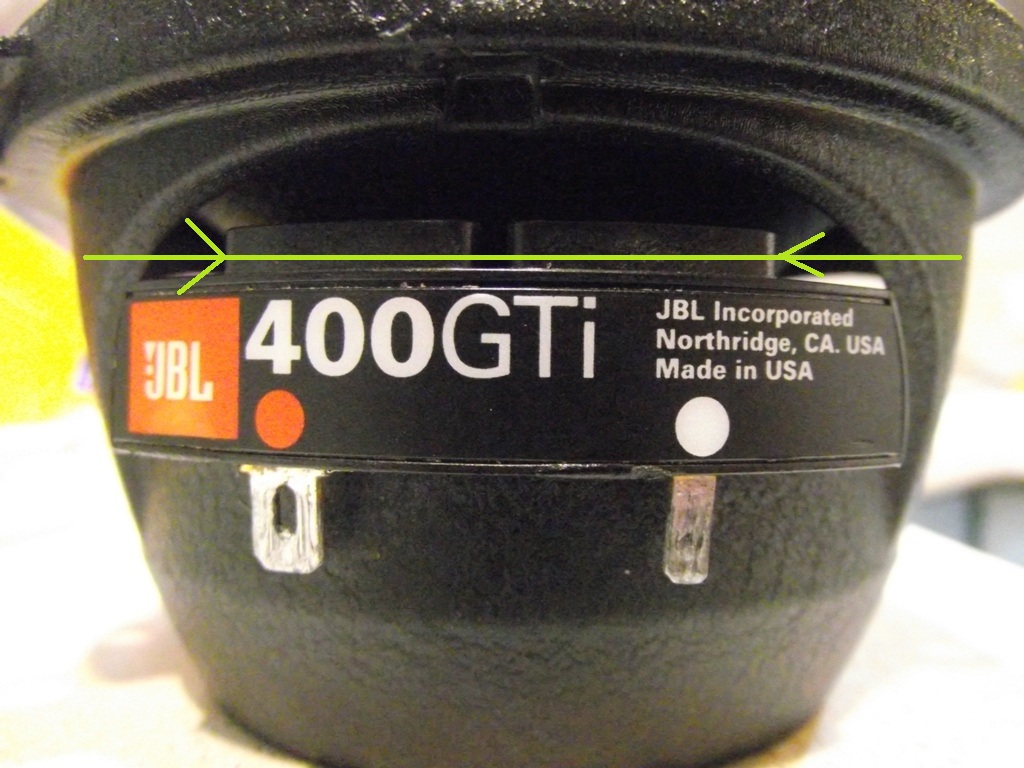 JBL
400GTi
JBL Incorporated
Northridge, CA. USA
Made in USA